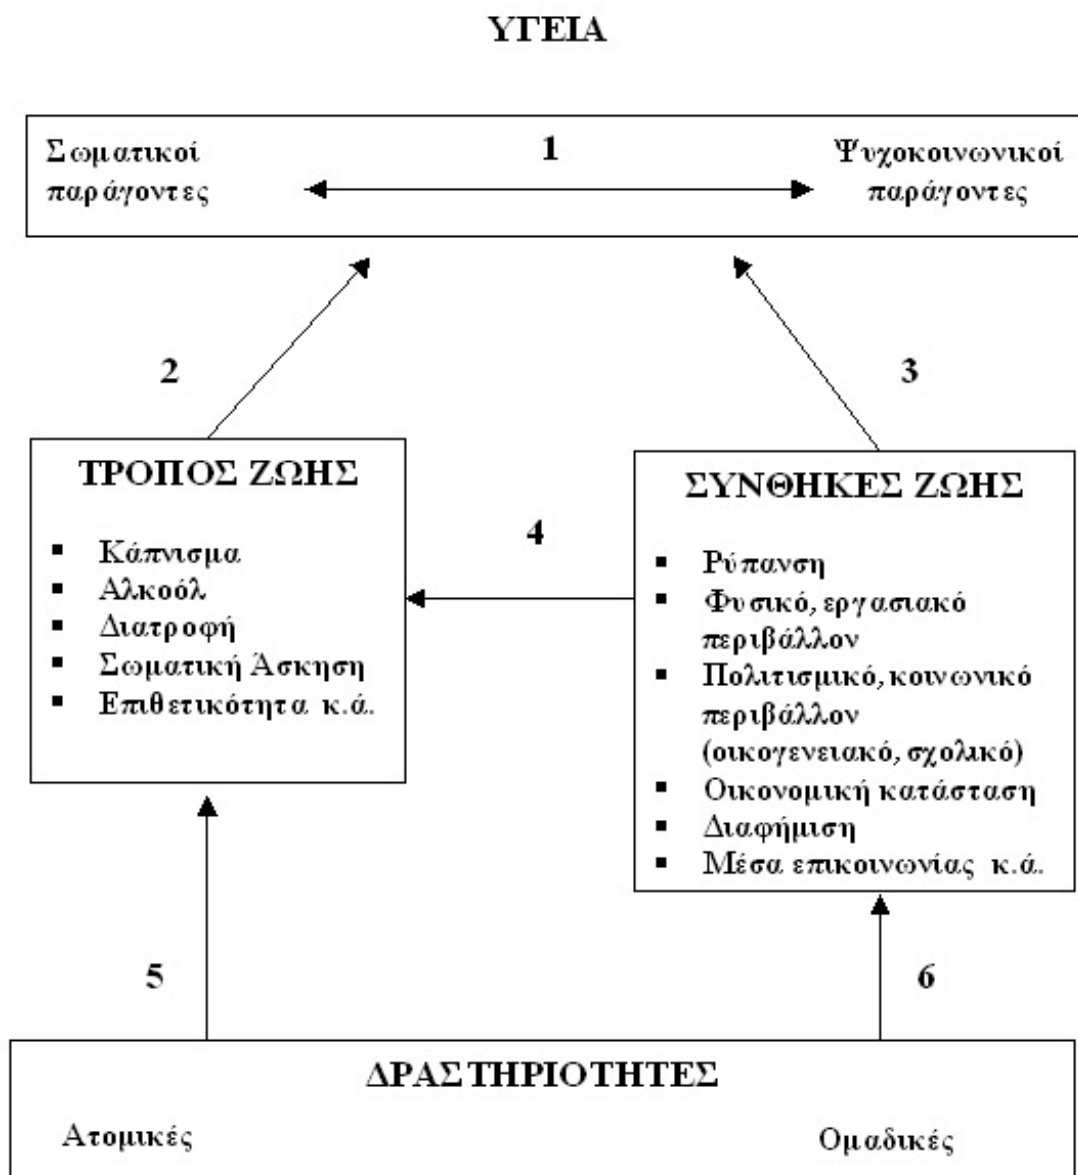 ΥΓΕΙΑ
1
Σωματικοί
παράγοντες
Ψυχοκοινωνικοί
παράγοντες
2
3
ΤΡΟΠΟΣ ΖΩΗΣ
▪ Κάπνισμα
▪ Αλκοόλ
▪ Διατροφή
▪ Σωματική Άσκηση
▪ Επιθετικότητα κ.ά.
4
ΣΥΝΘΗΚΕΣ ΖΩΗΣ
▪ Ρύπανση
▪ Φυσικό, εργασιακό
περιβάλλον
▪ Πολιτισμικό, κοινωνικό
περιβάλλον
(οικογενειακό, σχολικό)
▪ Οικονομική κατάσταση
▪ Διαφήμιση
▪ Μέσα επικοινωνίας κ.ά.
5
6
ΔΡΑΣΤΗΡΙΟΤΗΤΕΣ
Ατομικές
Ομαδικές